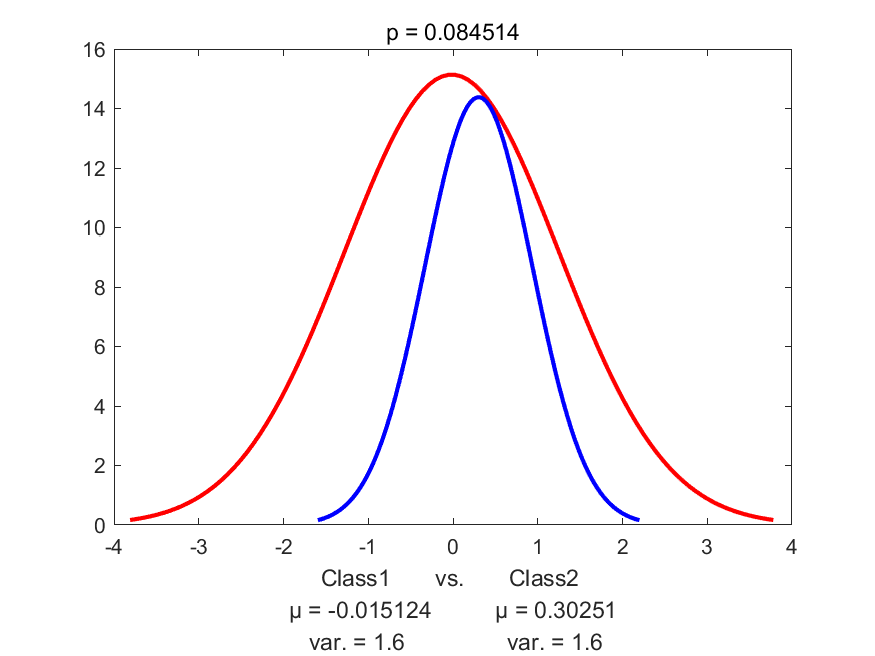 p = 0.084514
16
14
12
10
8
6
4
2
0
-4 -3 -2 -1 0 1 2 3 4
Class1 vs. Class2
μ = -0.015124 μ = 0.30251
var. = 1.6 var. = 1.6